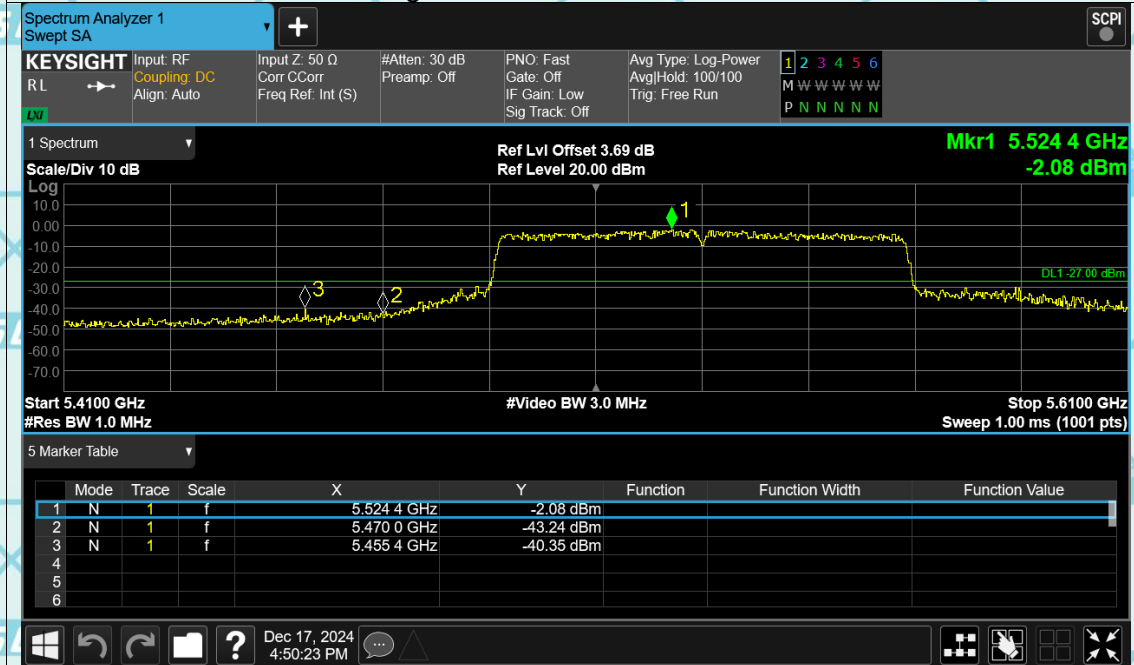 Spectrum Analyzer 1
Swept SA
+
SCPI
KEYSIGHT
RL
LXI
Input: RF
Coupling: DC
Align: Auto
Input Z: 50 Ω
Corr CCorr
Freq Ref: Int (S)
#Atten: 30 dB
Preamp: Off
PNO: Fast
Gate: Off
IF Gain: Low
Sig Track: Off
Avg Type: Log-Power
Avg|Hold: 100/100
Trig: Free Run
1 2 3 4 5 6
M W W W W W
P N N N N N
1 Spectrum
Scale/Div 10 dB
Ref Lvl Offset 3.69 dB
Ref Level 20.00 dBm
Mkr1 5.524 4 GHz
-2.08 dBm
Log
10.0
0.00
-10.0
-20.0
-30.0
-40.0
-50.0
-60.0
-70.0
1
2
3
DL1 -27.00 dBm
Start 5.4100 GHz
#Video BW 3.0 MHz
Stop 5.6100 GHz
#Res BW 1.0 MHz
Sweep 1.00 ms (1001 pts)
5 Marker Table
Mode Trace Scale X Y Function Function Width Function Value
1 N 1 f 5.524 4 GHz -2.08 dBm
2 N 1 f 5.470 0 GHz -43.24 dBm
3 N 1 f 5.455 4 GHz -40.35 dBm
4
5
6
?
Dec 17, 2024
4:50:23 PM